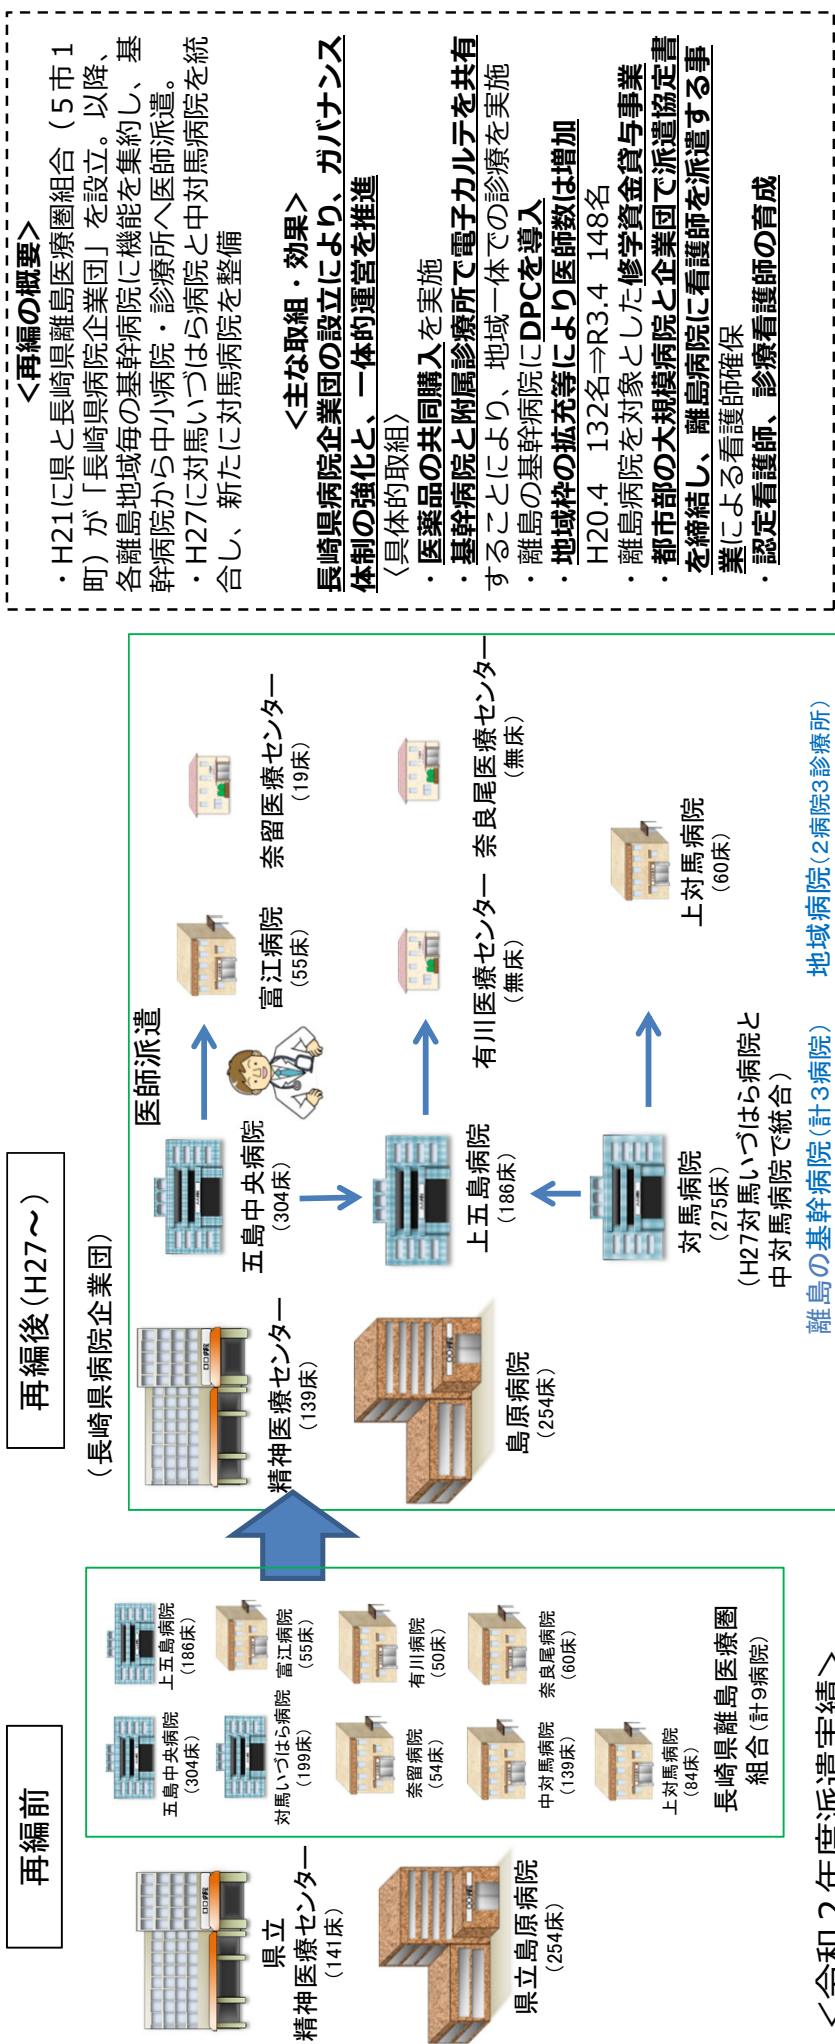 再編前
県立
精神医療センター
(141床)
県立島原病院
(254床)
五島中央病院
(304床)
上五島病院
(186床)
対馬いづはら病院
(199床)
富江病院
(55床)
奈留病院
(54床)
有川病院
(50床)
中対馬病院
(139床)
奈良尾病院
(60床)
上対馬病院
(84床)
長崎県離島医療圏
組合(計9病院)
再編後(H27～)
(長崎県病院企業団)
精神医療センター
(139床)
島原病院
(254床)
医師派遣
五島中央病院
(304床)
富江病院
(55床)
奈留医療センター
(19床)
上五島病院
(186床)
有川医療センター
(無床)
奈良尾医療センター
(無床)
対馬病院
(275床)
(H27対馬いづはら病院と
中対馬病院で統合)
上対馬病院
(60床)
離島の基幹病院(計3病院)
地域病院(2病院3診療所)
＜再編の概要＞
・H21に県と長崎県離島医療圏組合（5市1
町）が「長崎県病院企業団」を設立。以降、
各離島地域毎の基幹病院に機能を集約し、基
幹病院から中小病院・診療所へ医師派遣。
・H27に対馬いづはら病院と中対馬病院を統
合し、新たに対馬病院を整備
＜主な取組・効果＞
長崎県病院企業団の設立により、ガバナンス
体制の強化と、一体的運営を推進
〈具体的取組〉
・医薬品の共同購入を実施
・基幹病院と附属診療所で電子カルテを共有
することにより、地域一体での診療を実施
・離島の基幹病院にDPCを導入
・地域枠の拡充等により医師数は増加
H20.4 132名⇒R3.4 148名
・離島病院を対象とした修学資金貸与事業
・都市部の大規模病院と企業団で派遣協定書
を締結し、離島病院に看護師を派遣する事
業による看護師確保
・認定看護師、診療看護師の育成
＜令和２年度派遣実績＞